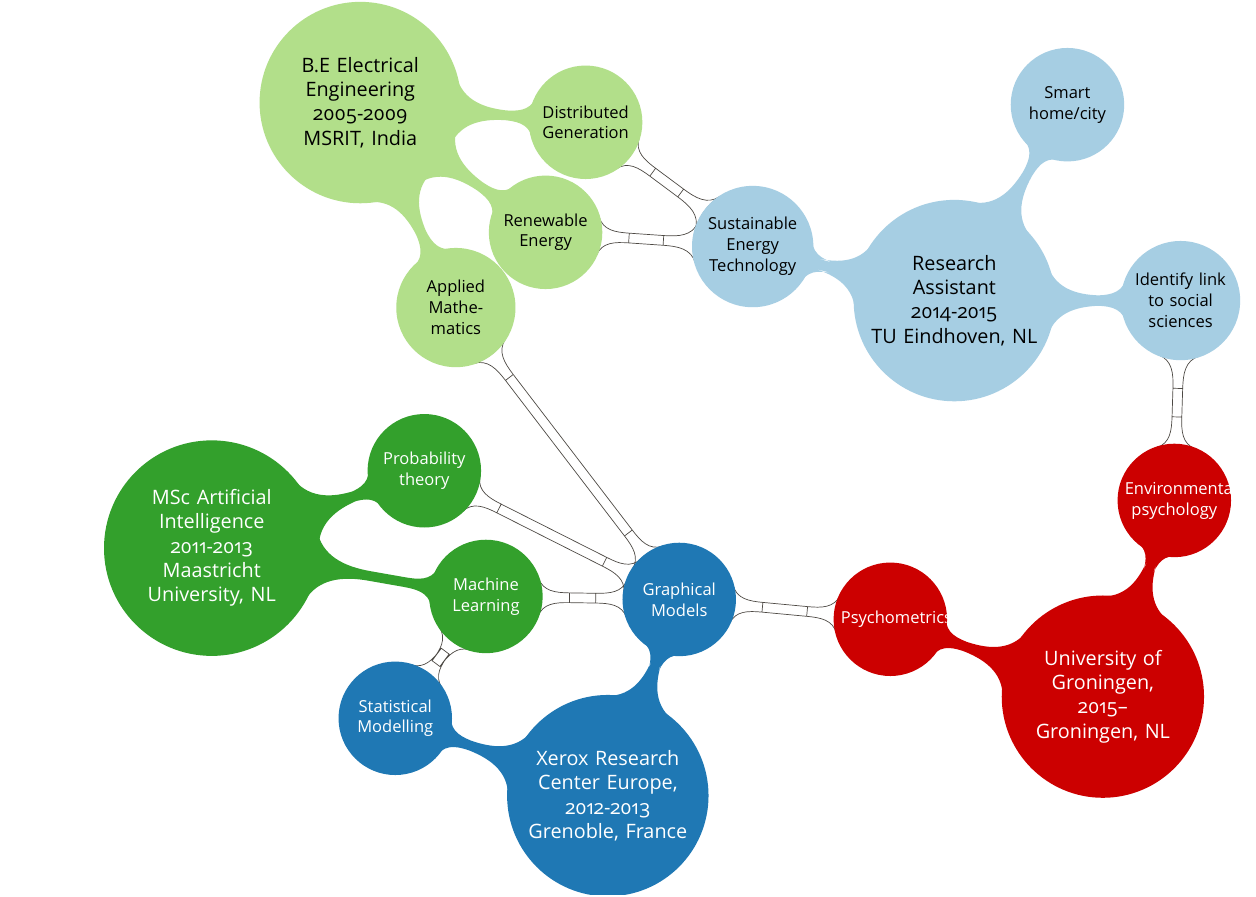 B.E Electrical
Engineering
2005-2009
MSRIT, India
Distributed
Generation
Renewable
Energy
Applied
Mathe-
matics
Sustainable
Energy
Technology
Smart
home/city
Research
Assistant
2014-2015
TU Eindhoven, NL
Identify link
to social
sciences
Probability
theory
MSc Artificial
Intelligence
2011-2013
Maastricht
University, NL
Machine
Learning
Graphical
Models
Psychometrics
Environmental
psychology
University of
Groningen,
2015–
Groningen, NL
Statistical
Modelling
Xerox Research
Center Europe,
2012-2013
Grenoble, France